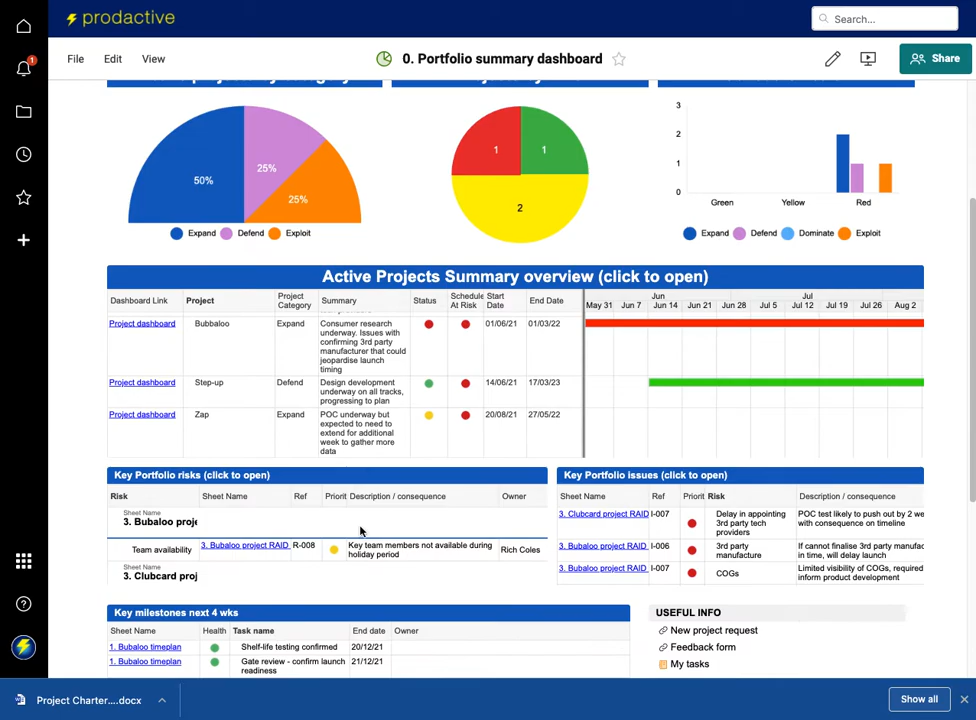 prodactive
Search...
1
File Edit View
0. Portfolio summary dashboard
Share
50%
25%
25%
Expand Defend Exploit
1
1
2
3
2
1
0
Green Yellow Red
Expand Defend Dominate Exploit
Active Projects Summary overview (click to open)
Dashboard Link Project Project Category Summary Status Schedule At Risk Start Date End Date
Jun Jul
May 31 Jun 7 Jun 14 Jun 21 Jun 28 Jul 5 Jul 12 Jul 19 Jul 26 Aug 2
Project dashboard Bubbaloo Expand 01/06/21 01/03/22
Consumer research
underway. Issues with
confirming 3rd party
manufacturer that could
jeopardise launch
timing
Project dashboard Step-up Defend 14/06/21 17/03/23
Design development
underway on all tracks,
progressing to plan
Project dashboard Zap Expand 20/08/21 27/05/22
POC underway but
expected to need to
extend for additional
week to gather more
data
Key Portfolio risks (click to open)
Risk Sheet Name Ref Priorit Description / consequence Owner
Sheet Name
3. Bubaloo proje
Team availability 3. Bubaloo project RAID R-008 Key team members not available during
holiday period
Rich Coles
Sheet Name
3. Clubcard proj
Key Portfolio issues (click to open)
Sheet Name Ref Priorit Risk Description / consequence
3. Clubcard project RAID I-007 Delay in appointing
3rd party tech
providers
POC test likely to push out by 2 we
with consequence on timeline
3. Bubaloo project RAID I-006 3rd party
manufacture
If cannot finalise 3rd party manufac
in time, will delay launch
3. Bubaloo project RAID I-007 COGs
Limited visibility of COGs, required
inform product development
Key milestones next 4 wks
Sheet Name Health Task name End date Owner
1. Bubaloo timeplan Shelf-life testing confirmed 20/12/21
1. Bubaloo timeplan Gate review - confirm launch
readiness
21/12/21
USEFUL INFO
New project request
Feedback form
My tasks
Project Charter....docx
Show all